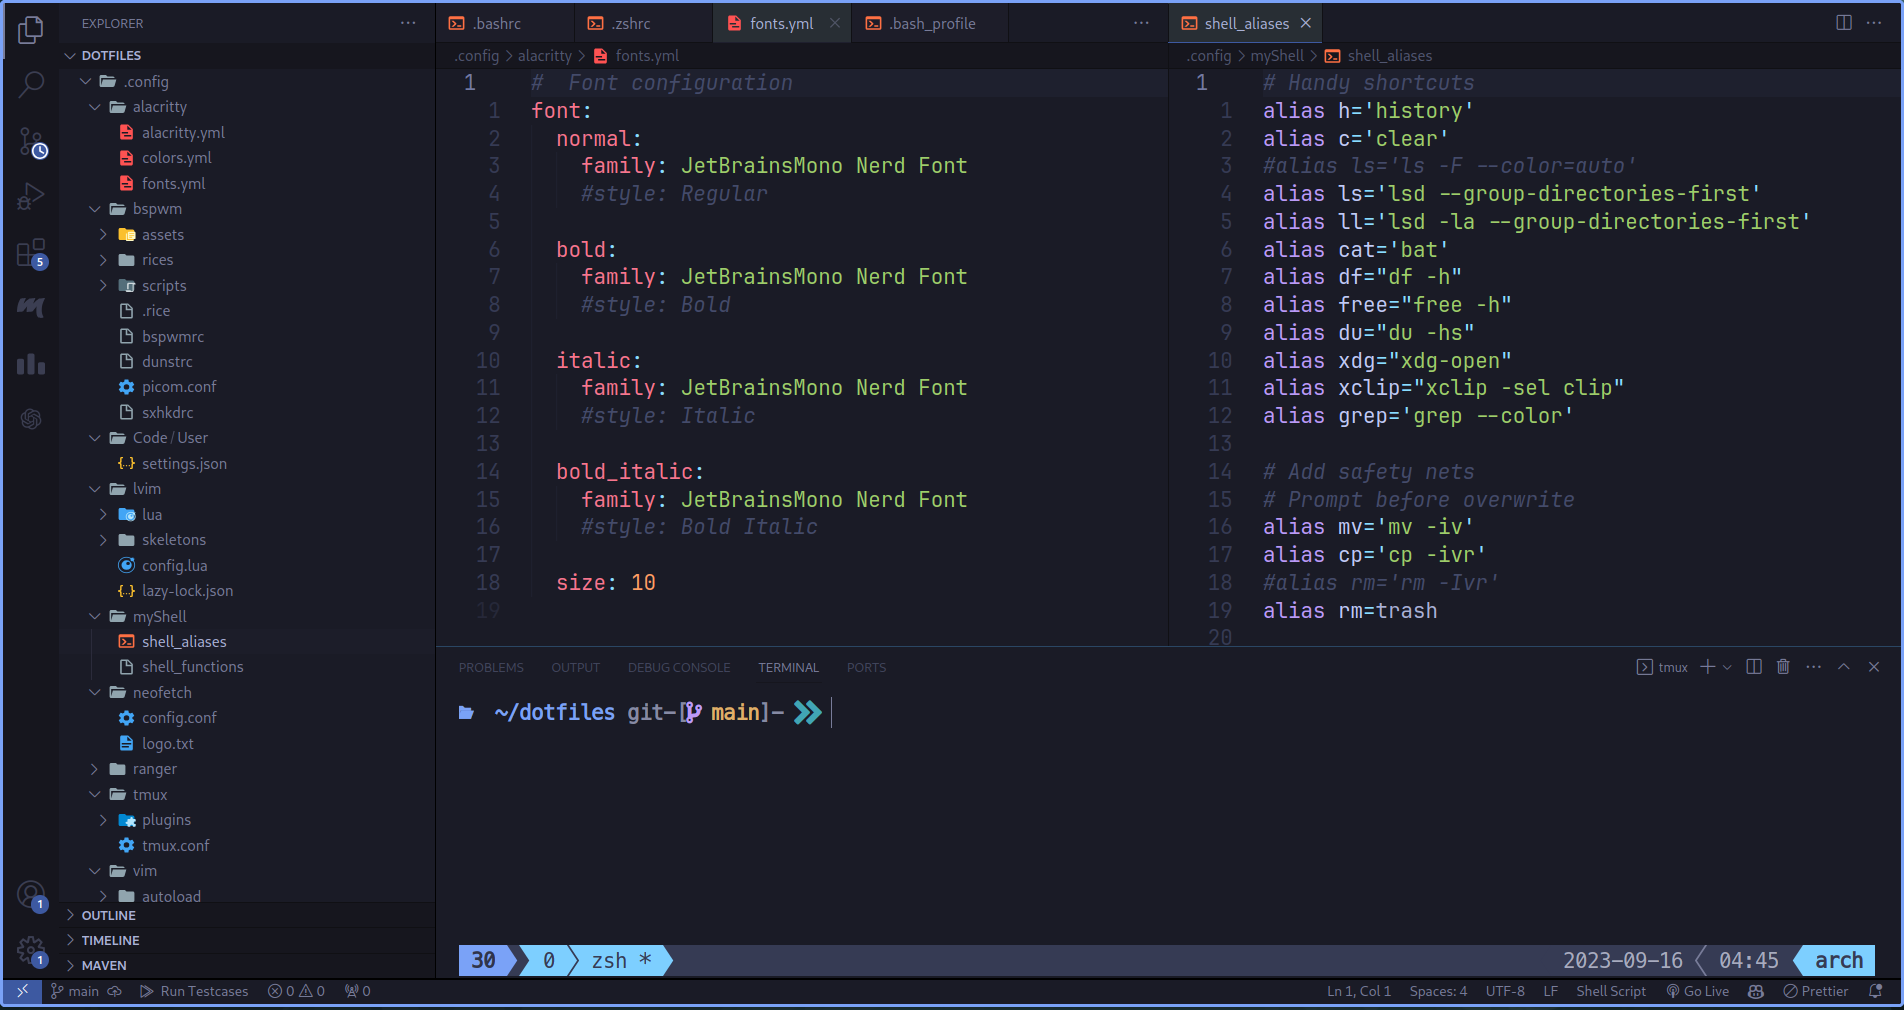 EXPLORER
DOTFILES
.config
alacritty
alacritty.yml
colors.yml
fonts.yml
bspwm
assets
rices
scripts
.rice
bspwmrc
dunstrc
picom.conf
sxhkdrc
Code/User
settings.json
lvim
lua
skeletons
config.lua
lazy-lock.json
myShell
shell_aliases
shell_functions
neofetch
config.conf
logo.txt
ranger
tmux
plugins
tmux.conf
vim
autoload
OUTLINE
TIMELINE
MAVEN
5
1
1
.bashrc .zshrc fonts.yml .bash_profile
.config > alacritty > fonts.yml
1 # Font configuration
1 font:
2 normal:
3 family: JetBrainsMono Nerd Font
4 #style: Regular
5
6 bold:
7 family: JetBrainsMono Nerd Font
8 #style: Bold
9
10 italic:
11 family: JetBrainsMono Nerd Font
12 #style: Italic
13
14 bold_italic:
15 family: JetBrainsMono Nerd Font
16 #style: Bold Italic
17
18 size: 10
19
shell_aliases
.config > myShell > shell_aliases
1 # Handy shortcuts
1 alias h='history'
2 alias c='clear'
3 #alias ls='ls -F --color=auto'
4 alias ls='lsd --group-directories-first'
5 alias ll='lsd -la --group-directories-first'
6 alias cat='bat'
7 alias df="df -h"
8 alias free="free -h"
9 alias du="du -hs"
10 alias xdg="xdg-open"
11 alias xclip="xclip -sel clip"
12 alias grep='grep --color'
13
14 # Add safety nets
15 # Prompt before overwrite
16 alias mv='mv -iv'
17 alias cp='cp -ivr'
18 #alias rm='rm -Ivr'
19 alias rm=trash
20
PROBLEMS OUTPUT DEBUG CONSOLE TERMINAL PORTS tmux
~/dotfiles git-[ main]-
30 0 zsh * 2023-09-16 04:45 arch
main Run Testcases 0 0 0 Ln 1, Col 1 Spaces: 4 UTF-8 LF Shell Script Go Live Prettier